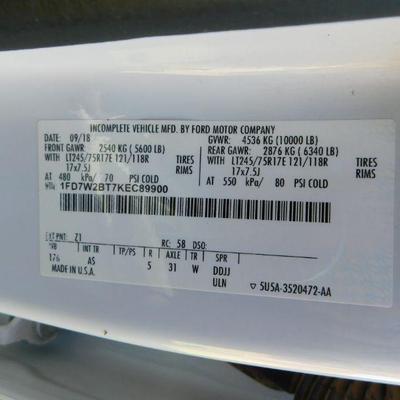 INCOMPLETE VEHICLE MFD. BY FORD MOTOR COMPANY
DATE: 09/18 GVWR: 4536 KG (10000 LB)
FRONT GAWR: 2540 KG (5600 LB) REAR GAWR: 2876 KG (6340 LB)
WITH LT245/75R17E 121/118R TIRES WITH LT245/75R17E 121/118R TIRES
17x7.5J RIMS 17x7.5J RIMS
AT 480 kPa/ 70 PSI COLD AT 550 kPa/ 80 PSI COLD
1FD7W2BT7KEC89900
EXT PNT: Z1 RC: 58 DSO:
WB INT TR TP/PS R AXLE TR SPR
176 AS 5 31 W DDJJ
MADE IN U.S.A. ULN ▽ 5U5A-3520472-AA